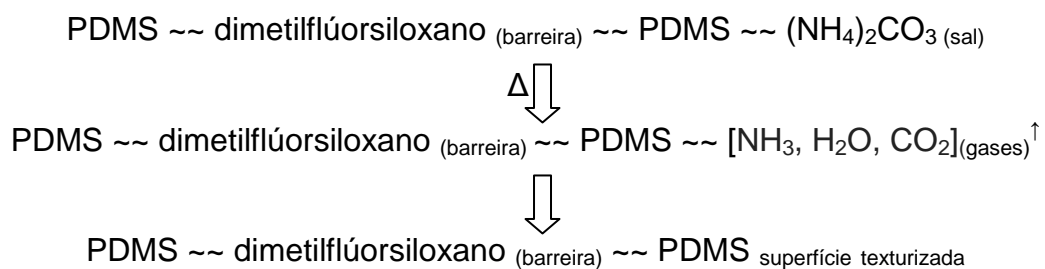 PDMS ~~ dimetilflúorsiloxano (barreira) ~~ PDMS ~~ (NH4)2CO3 (sal)
Δ
PDMS ~~ dimetilflúorsiloxano (barreira) ~~ PDMS ~~ [NH3, H2O, CO2](gases)↑
PDMS ~~ dimetilflúorsiloxano (barreira) ~~ PDMS superfície texturizada